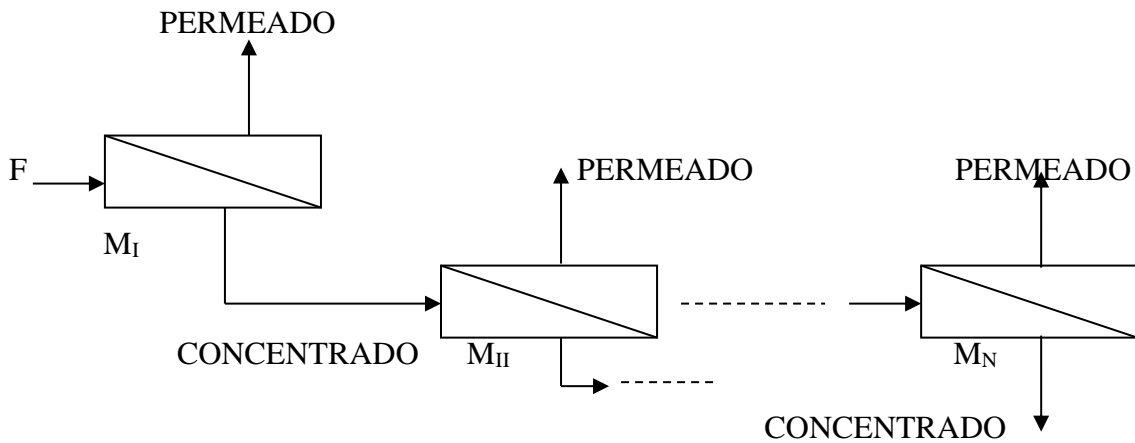 PERMEADO
F
M_I
PERMEADO
PERMEADO
CONCENTRADO
M_II
M_N
CONCENTRADO